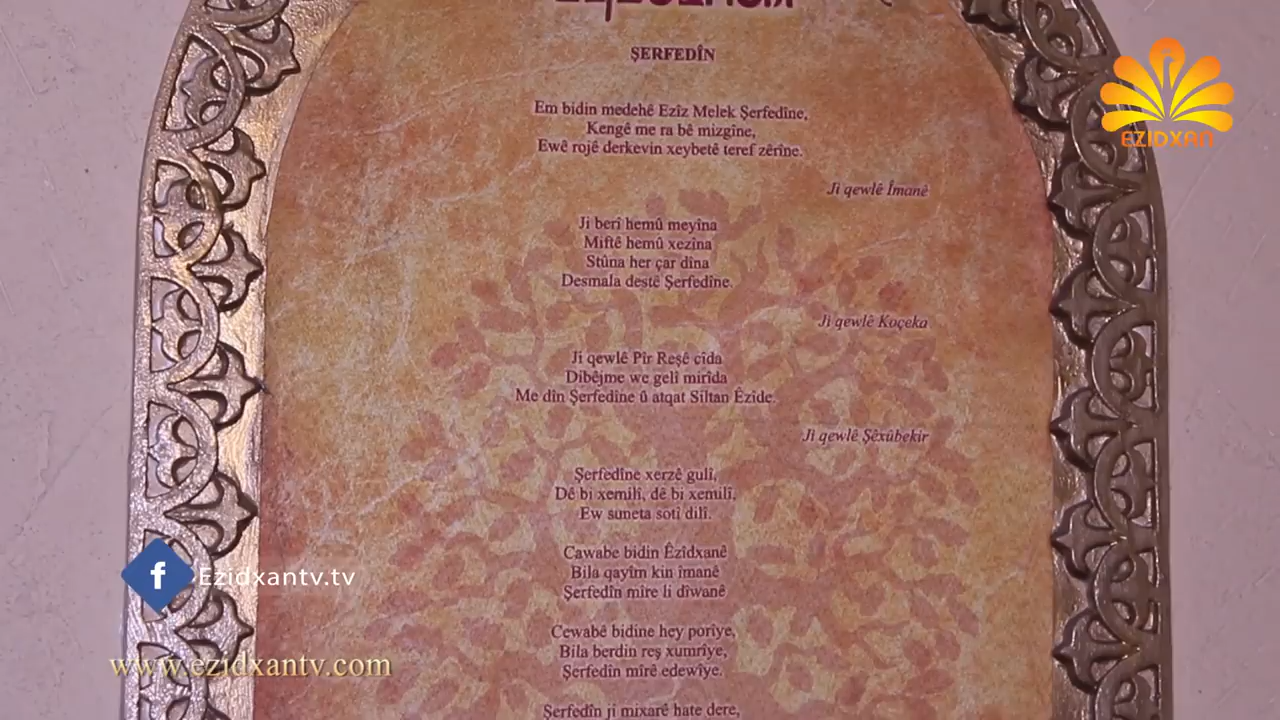 ŞERFEDÎN
EZIDXAN
Em bidin medehê Ezîz Melek Şerfedîne,
Kengê me ra bê mizgîne,
Ewê rojê derkevin xeybetê teref zêrîne.
Ji qewlê Îmanê
Ji berî hemû meyîna
Miftê hemû xezîna
Stûna her çar dîna
Desmala destê Şerfedîne.
Ji qewlê Koçeka
Ji qewlê Pîr Reşê cîda
Dibêjme we gelî mirîda
Me dîn Şerfedîne û atqat Siltan Êzîde.
Ji qewlê Şêxûbekir
Şerfedîne xerzê gulî,
Dê bi xemilî, dê bi xemilî,
Ew suneta sotî dilî.
Cawabe bidin Êzîdxanê
Bila qayîm kin îmanê
Şerfedîn mîre li dîwanê
Cewabê bidine hey porîye,
Bila berdin reş xumrîye,
Şerfedîn mîrê edewîye.
Şerfedîn ji mixarê hate dere,
f Ezidxantv.tv
www.ezidxantv.com